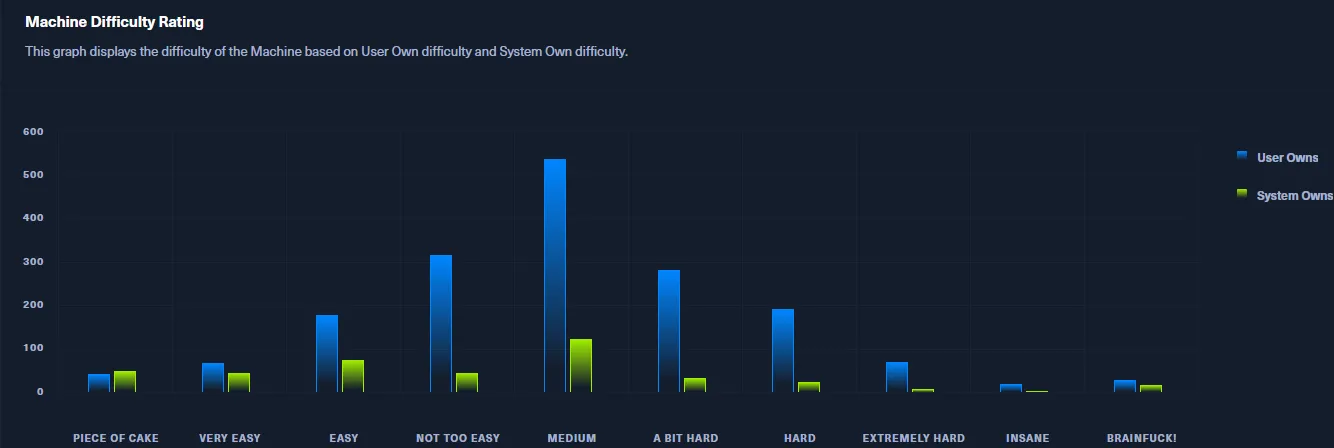 Machine Difficulty Rating
This graph displays the difficulty of the Machine based on User Own difficulty and System Own difficulty.
600
500
400
300
200
100
0
User Owns
System Owns
PIECE OF CAKE VERY EASY EASY NOT TOO EASY MEDIUM A BIT HARD HARD EXTREMELY HARD INSANE BRAINFUCK!